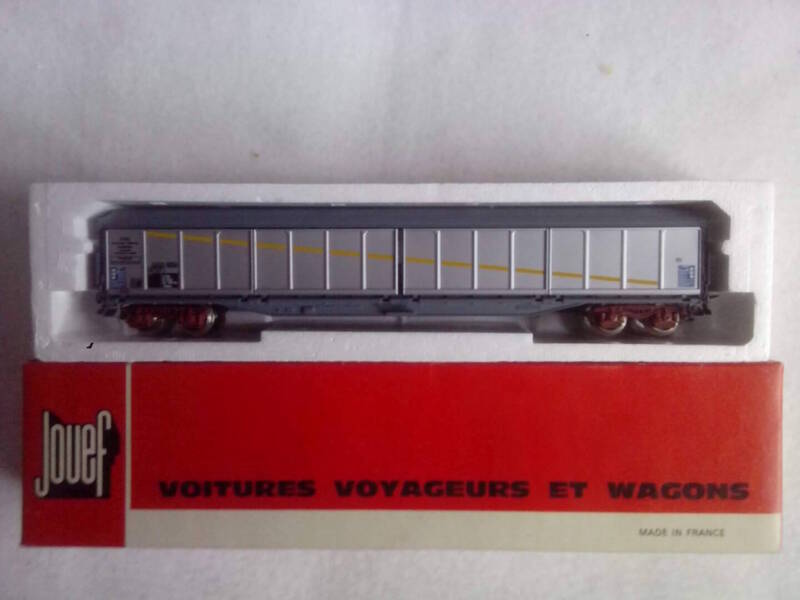 Jouef
VOITURES VOYAGEURS ET WAGONS
MADE IN FRANCE